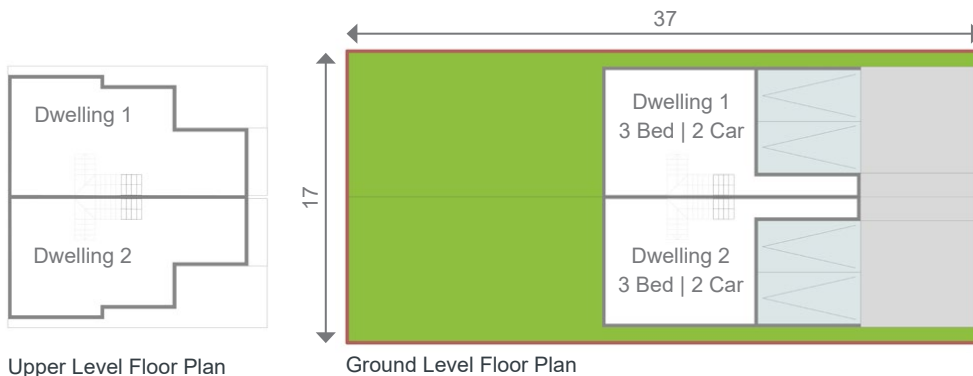 37
17
Dwelling 1
Dwelling 2
Upper Level Floor Plan
Dwelling 1
3 Bed | 2 Car
Dwelling 2
3 Bed | 2 Car
Ground Level Floor Plan